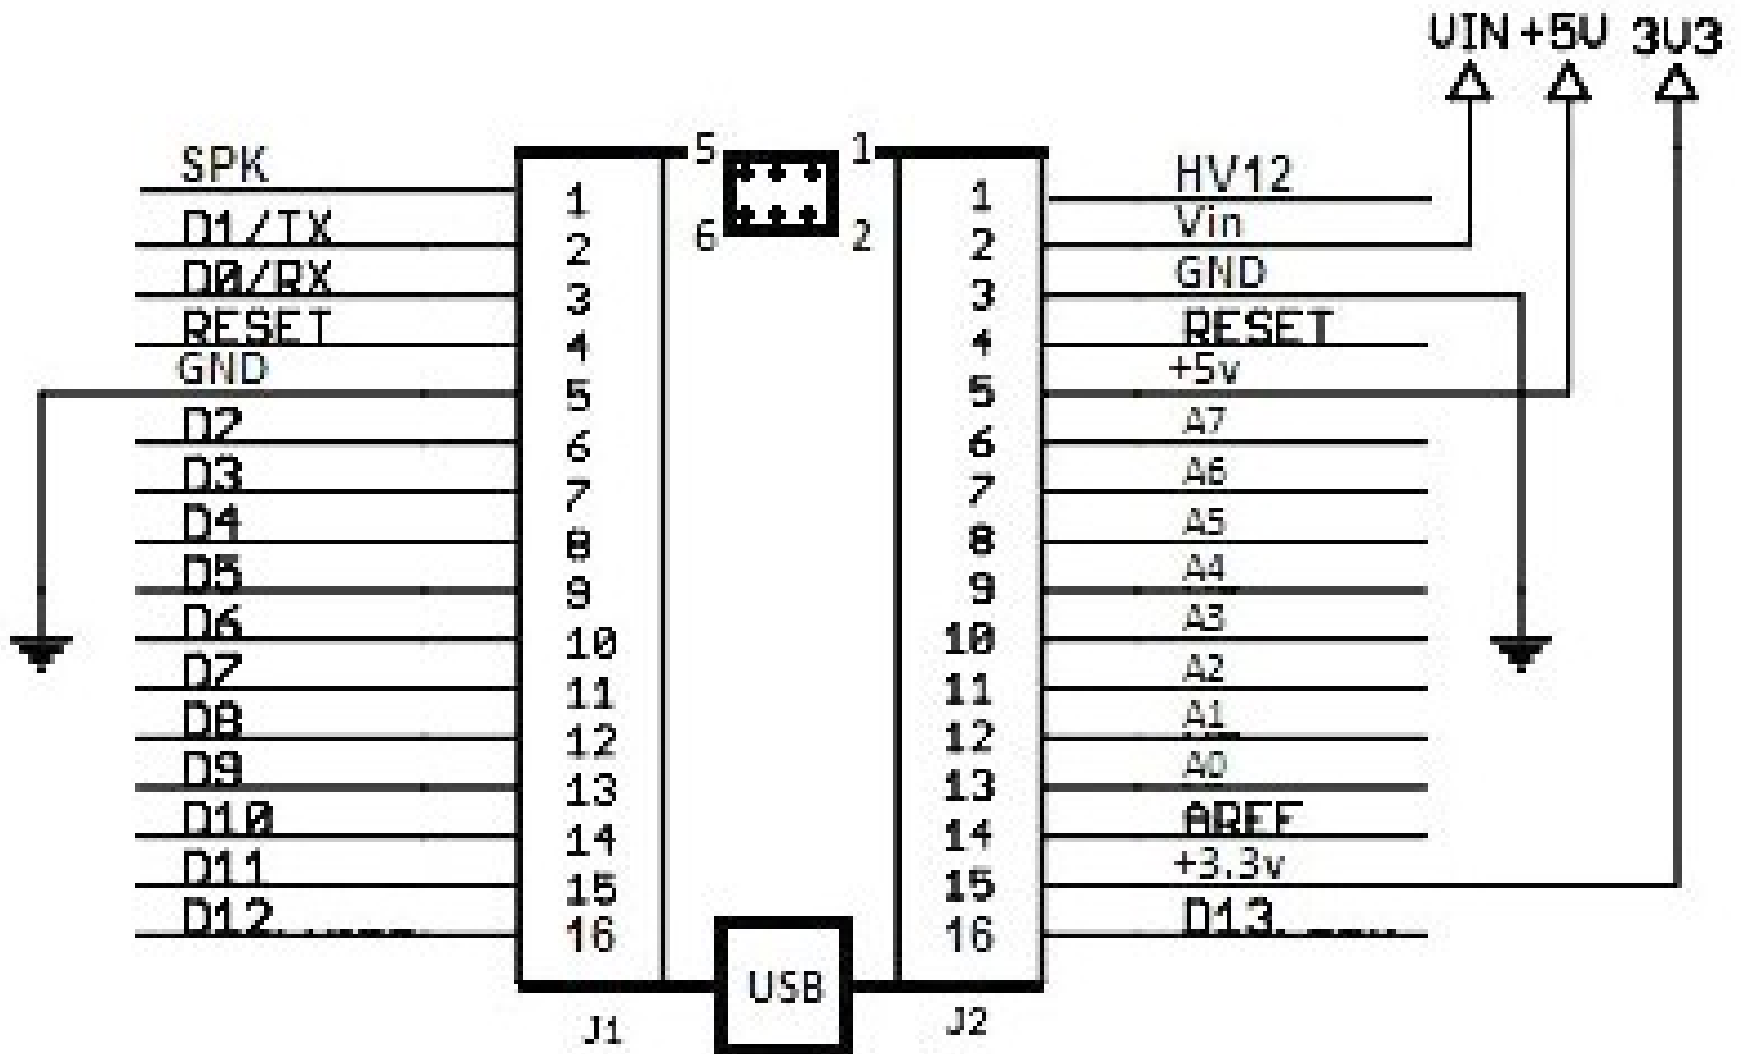 VIN +5V 3V3
5 1
SPK 1 1 HV12
D1/TX 2 2 Vin
6 2
D0/RX 3 3 GND
RESET 4 4 RESET
GND 5 5 +5v
D2 6 6 A7
D3 7 7 A6
D4 8 8 A5
D5 9 9 A4
D6 10 10 A3
D7 11 11 A2
D8 12 12 A1
D9 13 13 A0
D10 14 14 AREF
D11 15 15 +3.3v
D12 16 16 D13
USB
J1 J2